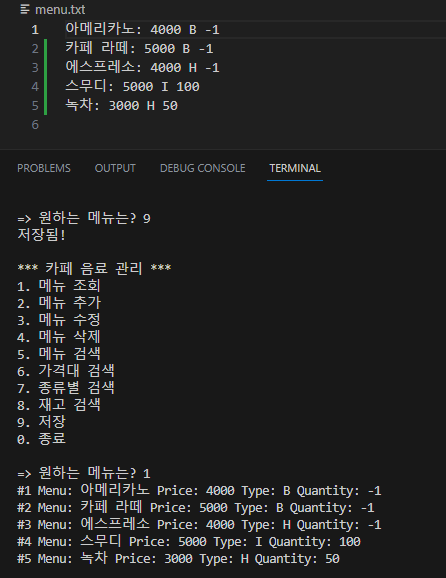 menu.txt
1 아메리카노: 4000 B -1
2 카페 라떼: 5000 B -1
3 에스프레소: 4000 H -1
4 스무디: 5000 I 100
5 녹차: 3000 H 50
6
PROBLEMS OUTPUT DEBUG CONSOLE TERMINAL
=> 원하는 메뉴는? 9
저장됨!
*** 카페 음료 관리 ***
1. 메뉴 조회
2. 메뉴 추가
3. 메뉴 수정
4. 메뉴 삭제
5. 메뉴 검색
6. 가격대 검색
7. 종류별 검색
8. 재고 검색
9. 저장
0. 종료
=> 원하는 메뉴는? 1
#1 Menu: 아메리카노 Price: 4000 Type: B Quantity: -1
#2 Menu: 카페 라떼 Price: 5000 Type: B Quantity: -1
#3 Menu: 에스프레소 Price: 4000 Type: H Quantity: -1
#4 Menu: 스무디 Price: 5000 Type: I Quantity: 100
#5 Menu: 녹차 Price: 3000 Type: H Quantity: 50